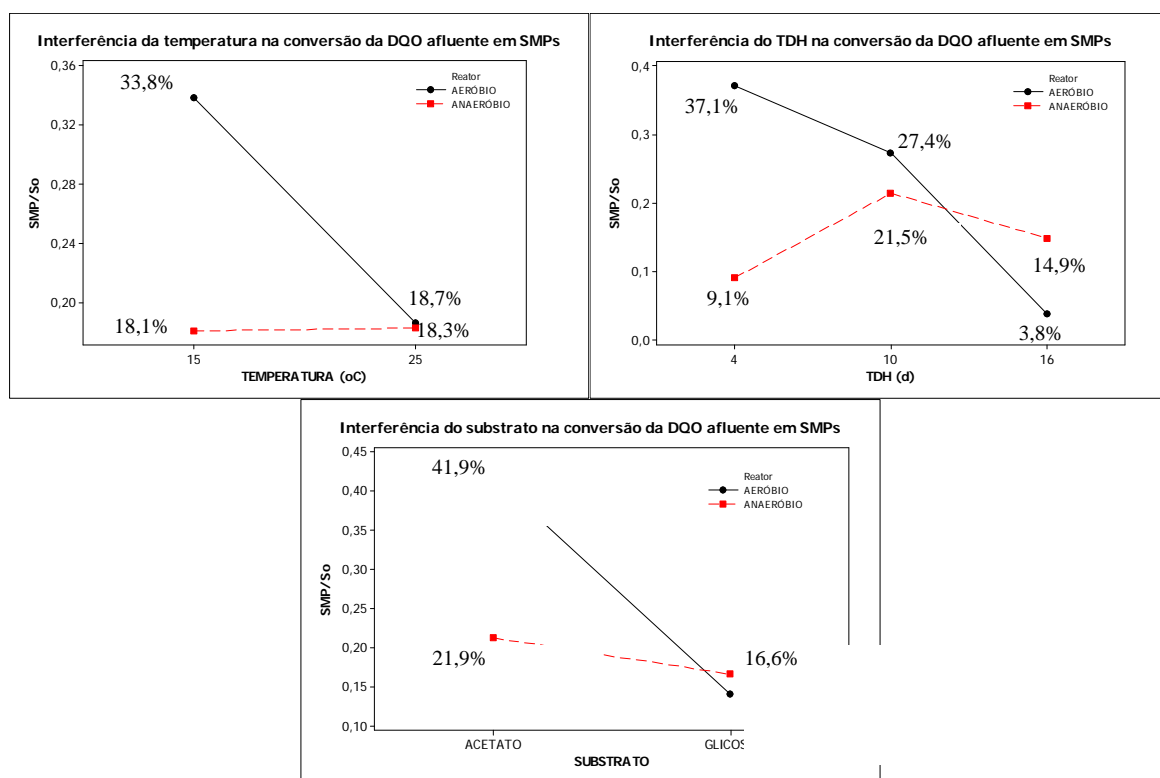 Interferência da temperatura na conversão da DQO afluente em SMPs
0,36
0,32
0,28
0,24
0,20
SMP/So
33,8%
18,1%
18,7%
18,3%
Reator
AERÓBIO
ANAERÓBIO
15
25
TEMPERATURA (oC)
Interferência do TDH na conversão da DQO afluente em SMPs
0,4
0,3
0,2
0,1
0,0
SMP/So
37,1%
27,4%
9,1%
21,5%
14,9%
3,8%
Reator
AERÓBIO
ANAERÓBIO
4
10
16
TDH (d)
Interferência do substrato na conversão da DQO afluente em SMPs
0,45
0,40
0,35
0,30
0,25
0,20
0,15
0,10
SMP/So
41,9%
21,9%
16,6%
Reator
AERÓBIO
ANAERÓBIO
ACETATO
GLICOS
SUBSTRATO